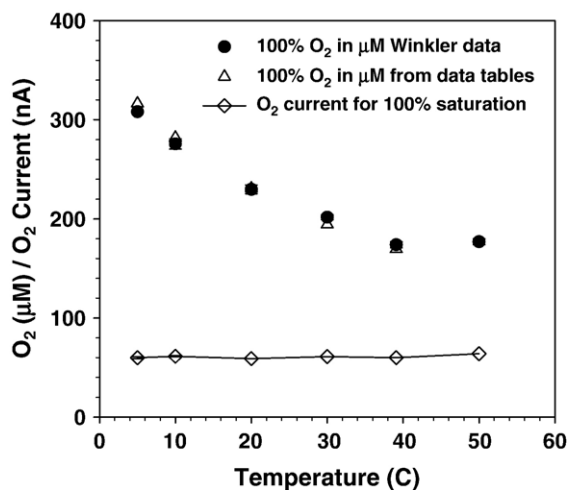 400
300
200
100
0
O₂ (μM) / O₂ Current (nA)
100% O₂ in μM Winkler data
100% O₂ in μM from data tables
O₂ current for 100% saturation
0 10 20 30 40 50 60
Temperature (C)